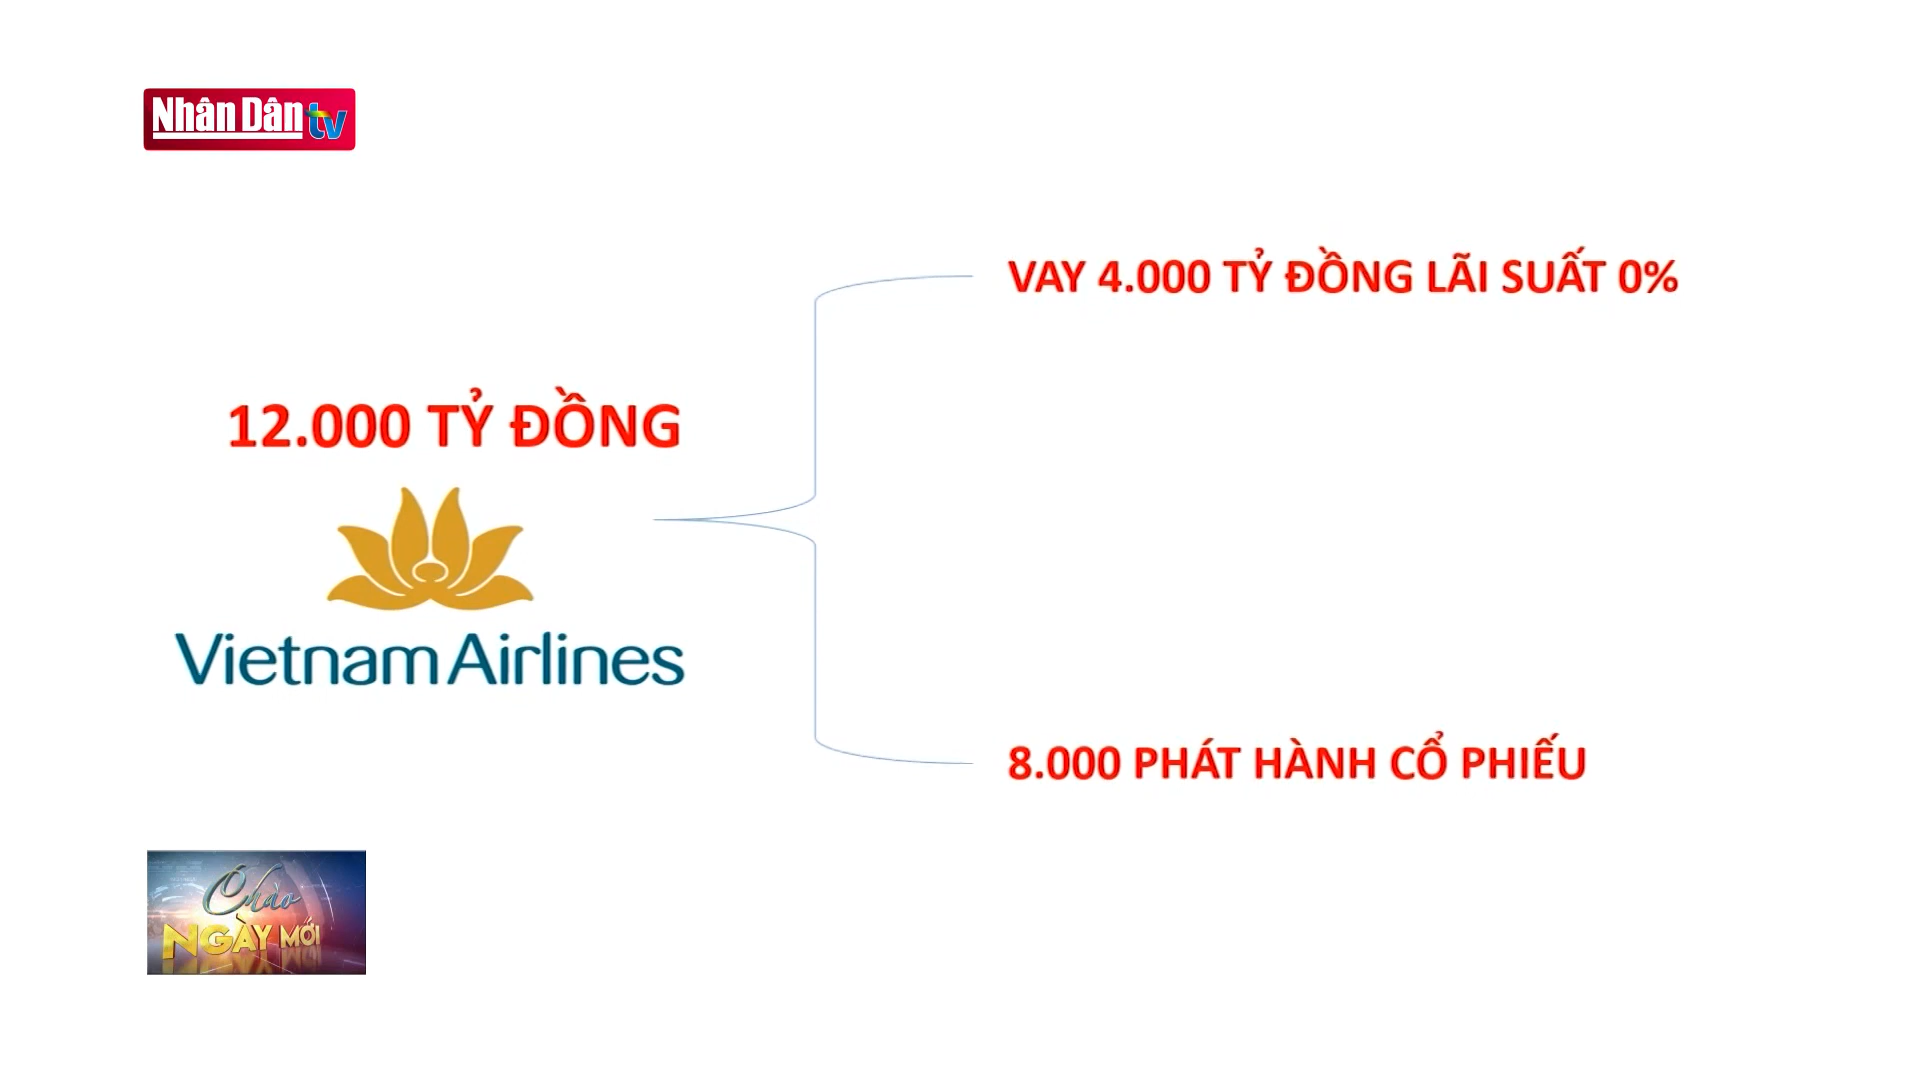 Nhân Dân tv
VAY 4.000 TỶ ĐỒNG LÃI SUẤT 0%
12.000 TỶ ĐỒNG
Vietnam Airlines
8.000 PHÁT HÀNH CỔ PHIẾU
Chào
NGÀY MỚI